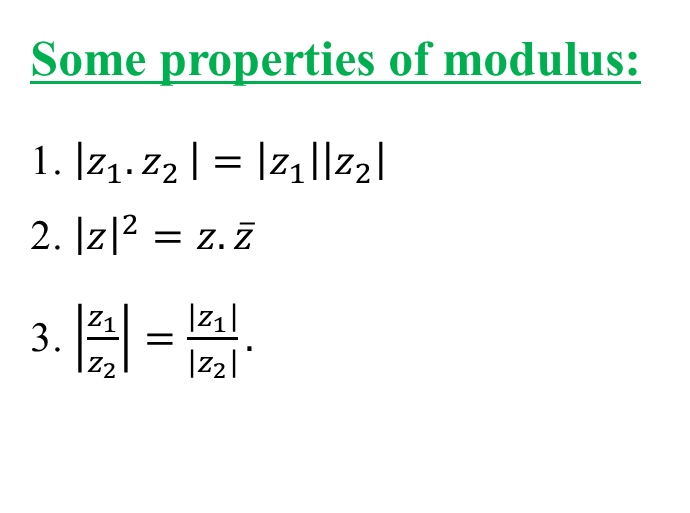 Some properties of modulus:
1. |z₁. z₂ | = |z₁||z₂|
2. |z|² = z. z̄
3. |z₁/z₂| = |z₁|/|z₂|.